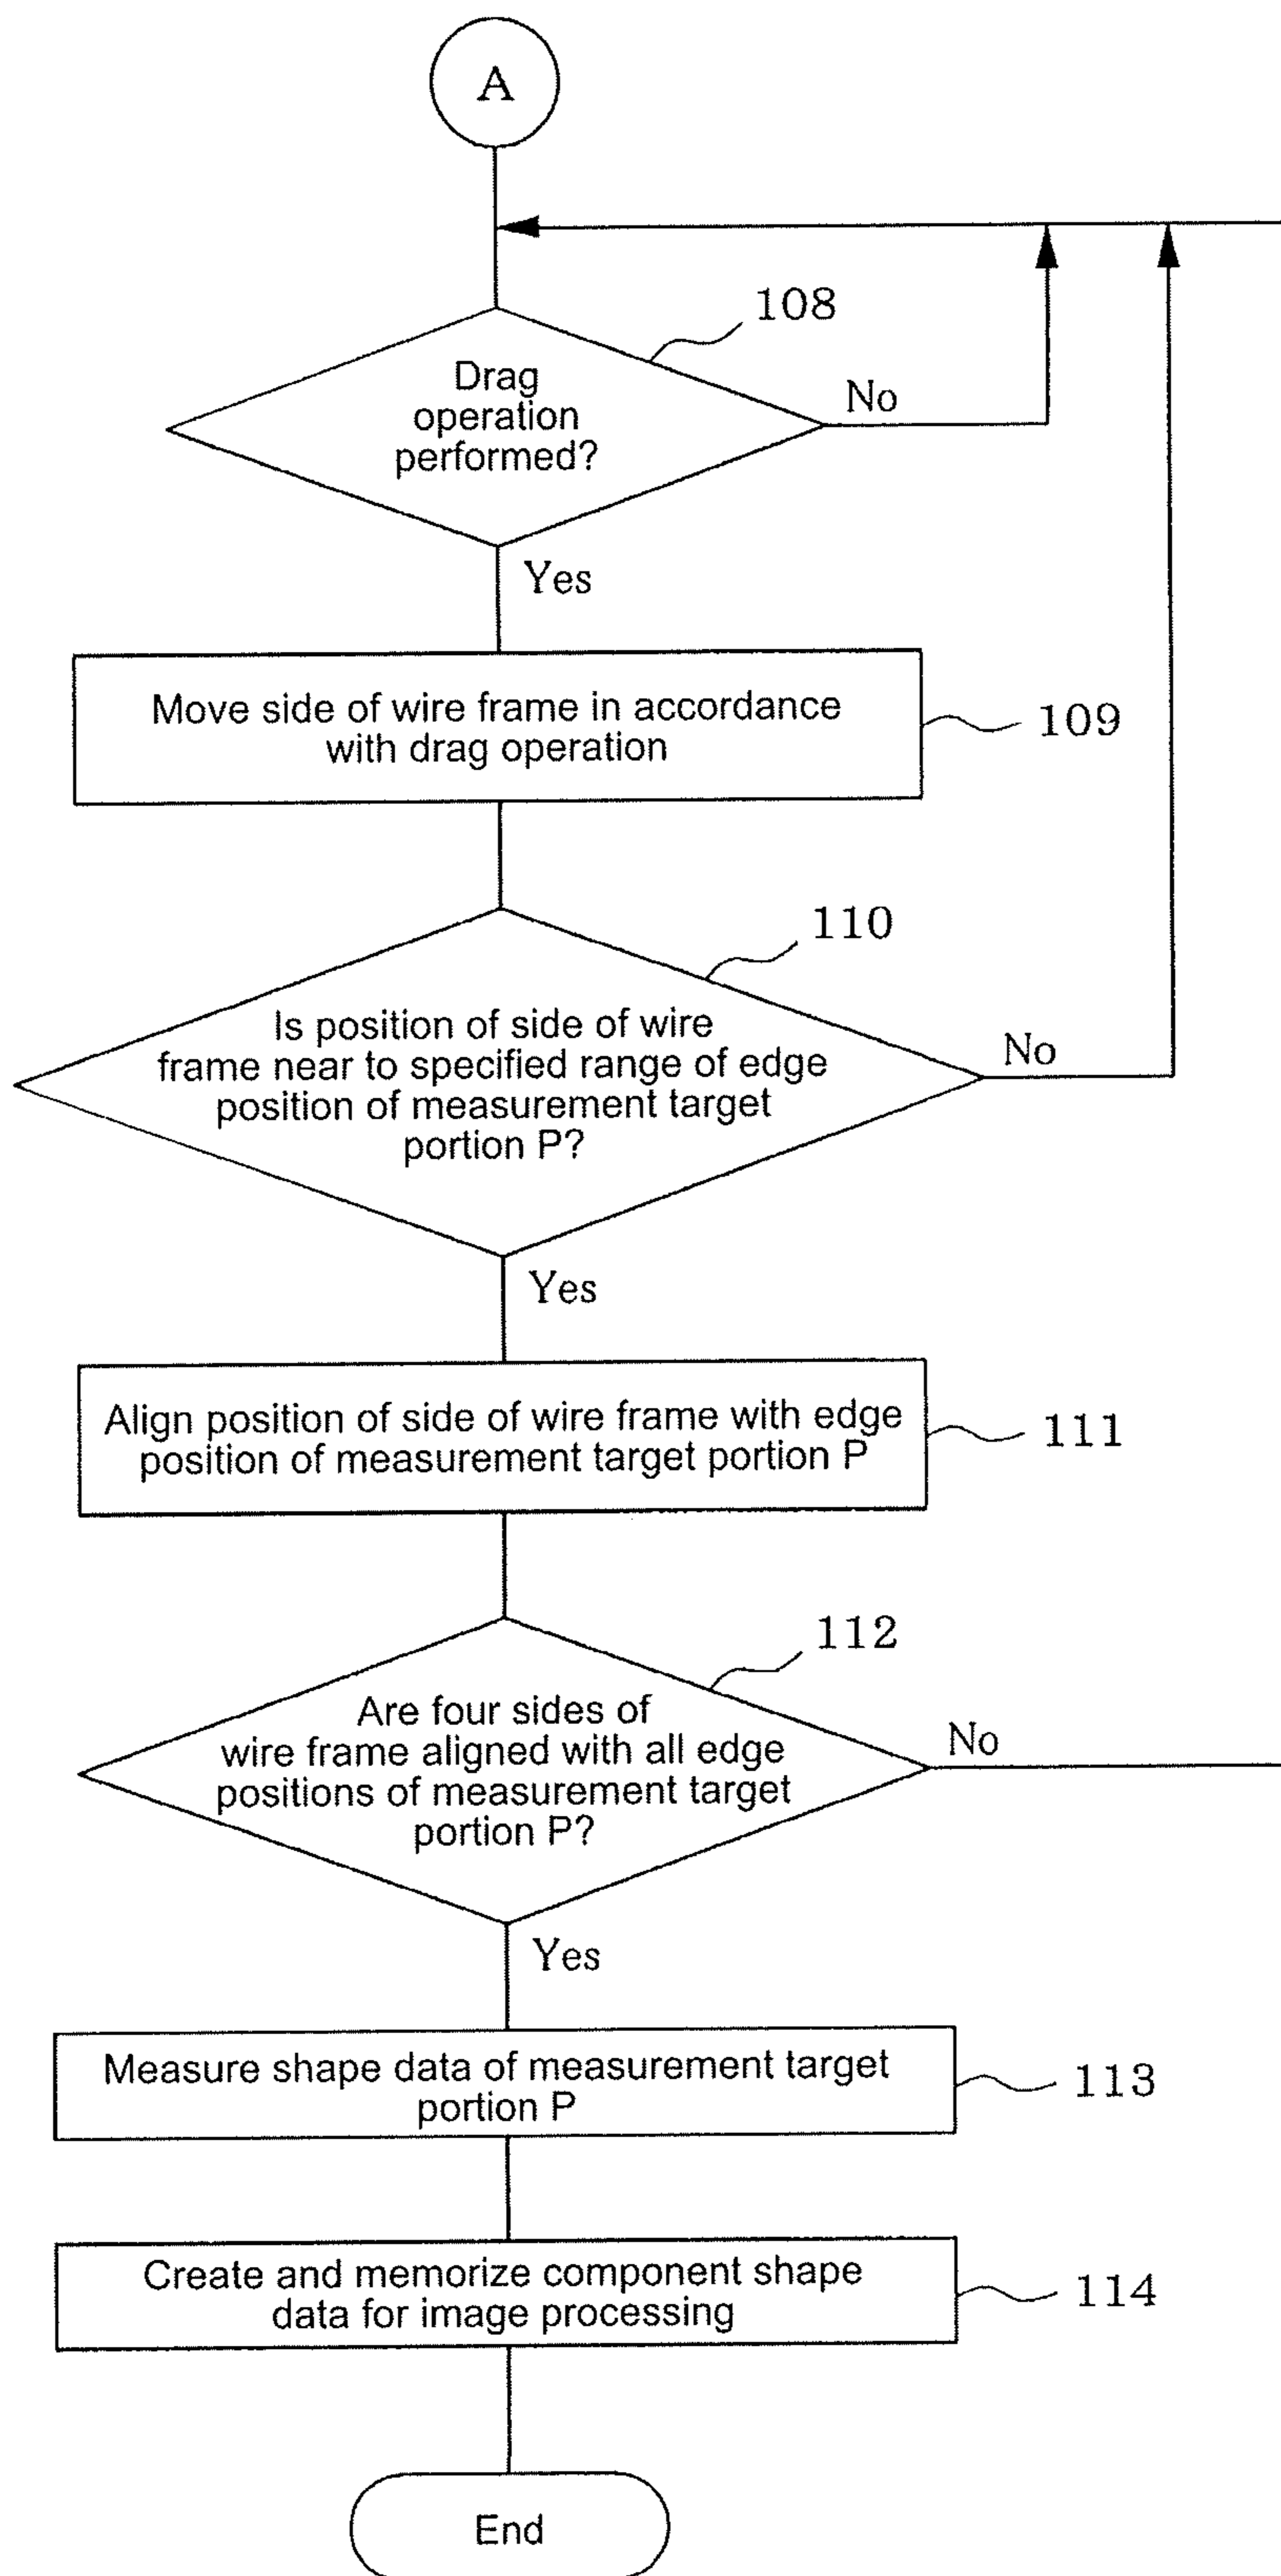 A
108
Drag
operation
performed?
No
Yes
Move side of wire frame in accordance
with drag operation
109
110
Is position of side of wire
frame near to specified range of edge
position of measurement target
portion P?
No
Yes
Align position of side of wire frame with edge
position of measurement target portion P
111
112
Are four sides of
wire frame aligned with all edge
positions of measurement target
portion P?
No
Yes
Measure shape data of measurement target
portion P
113
Create and memorize component shape
data for image processing
114
End